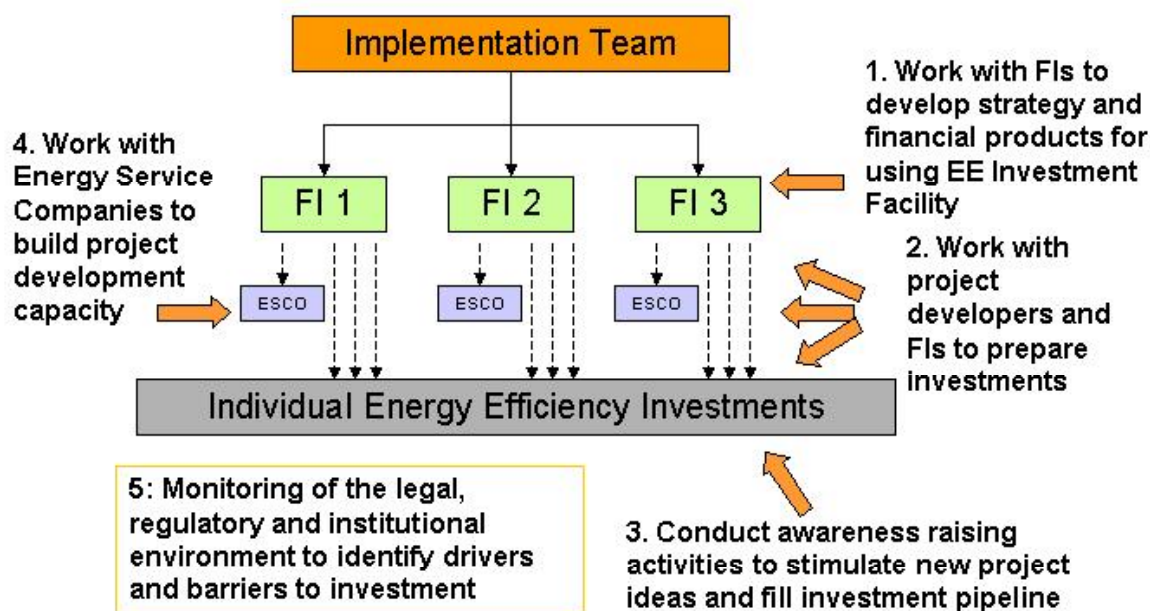 Implementation Team
1. Work with FIs to
develop strategy and
financial products for
using EE Investment
Facility
4. Work with
Energy Service
Companies to
build project
development
capacity
FI 1
FI 2
FI 3
2. Work with
project
developers and
FIs to prepare
investments
ESCO
ESCO
ESCO
Individual Energy Efficiency Investments
5: Monitoring of the legal,
regulatory and institutional
environment to identify drivers
and barriers to investment
3. Conduct awareness raising
activities to stimulate new project
ideas and fill investment pipeline